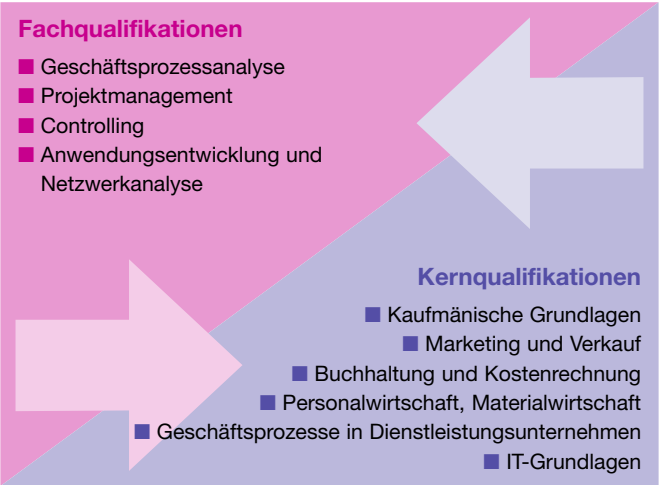 Fachqualifikationen
■ Geschäftsprozessanalyse
■ Projektmanagement
■ Controlling
■ Anwendungsentwicklung und
Netzwerkanalyse
Kernqualifikationen
■ Kaufmänische Grundlagen
■ Marketing und Verkauf
■ Buchhaltung und Kostenrechnung
■ Personalwirtschaft, Materialwirtschaft
■ Geschäftsprozesse in Dienstleistungsunternehmen
■ IT-Grundlagen